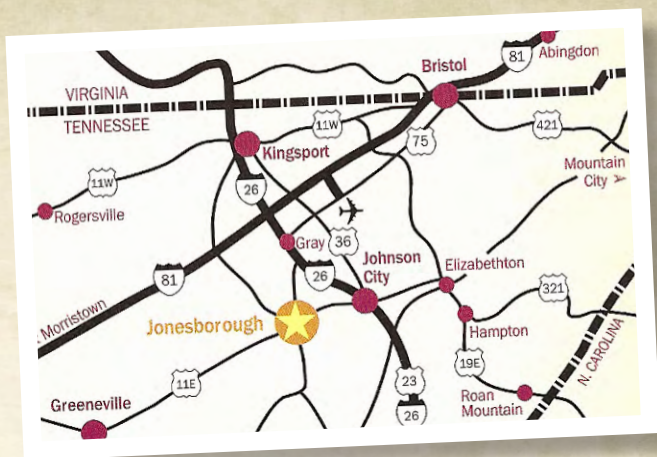 81
Abingdon
Bristol
VIRGINIA
TENNESSEE
11W
421
75
Kingsport
Mountain
City
11W
26
Rogersville
Gray
36
Johnson
City
Elizabethton
81
26
321
Morristown
Jonesborough
Hampton
N. CAROLINA
11E
19E
23
Greeneville
Roan
Mountain
26